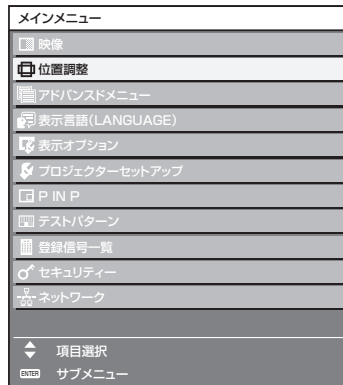 メインメニュー
映像
位置調整
アドバンスドメニュー
表示言語(LANGUAGE)
表示オプション
プロジェクターセットアップ
P IN P
テストパターン
登録信号一覧
セキュリティー
ネットワーク
項目選択
ENTER サブメニュー